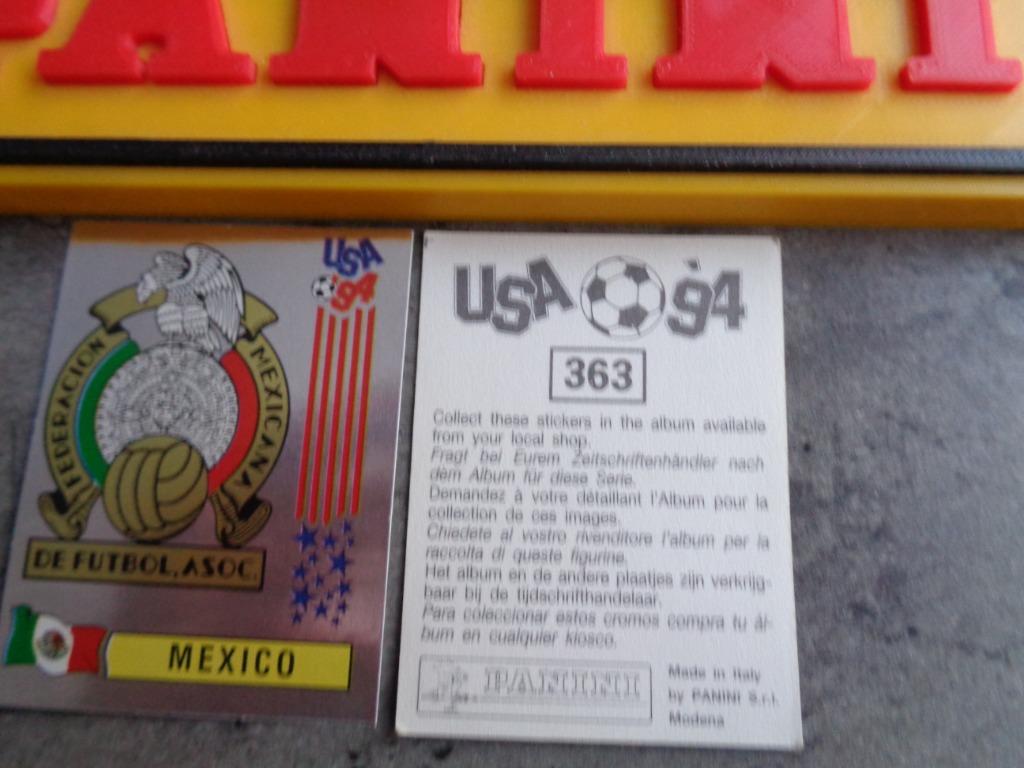 PANINI
USA
94
FEDERACION
MEXICANA
DE FUTBOL, ASOC.
MEXICO
USA '94
363
Collect these stickers in the album available
from your local shop.
Fragt bei Eurem Zeitschriftenhändler nach
dem Album für diese Serie.
Demandez à votre détaillant l'Album pour la
collection de ces images.
Chiedete al vostro rivenditore l'album per la
raccolta di queste figurine.
Het album en de andere plaatjes zijn verkrijg-
baar bij de tijdschrifthandelaar.
Para coleccionar estos cromos compra tu ál-
bum en cualquier kiosco.
PANINI
Made in Italy
by PANINI S.r.l.
Modena